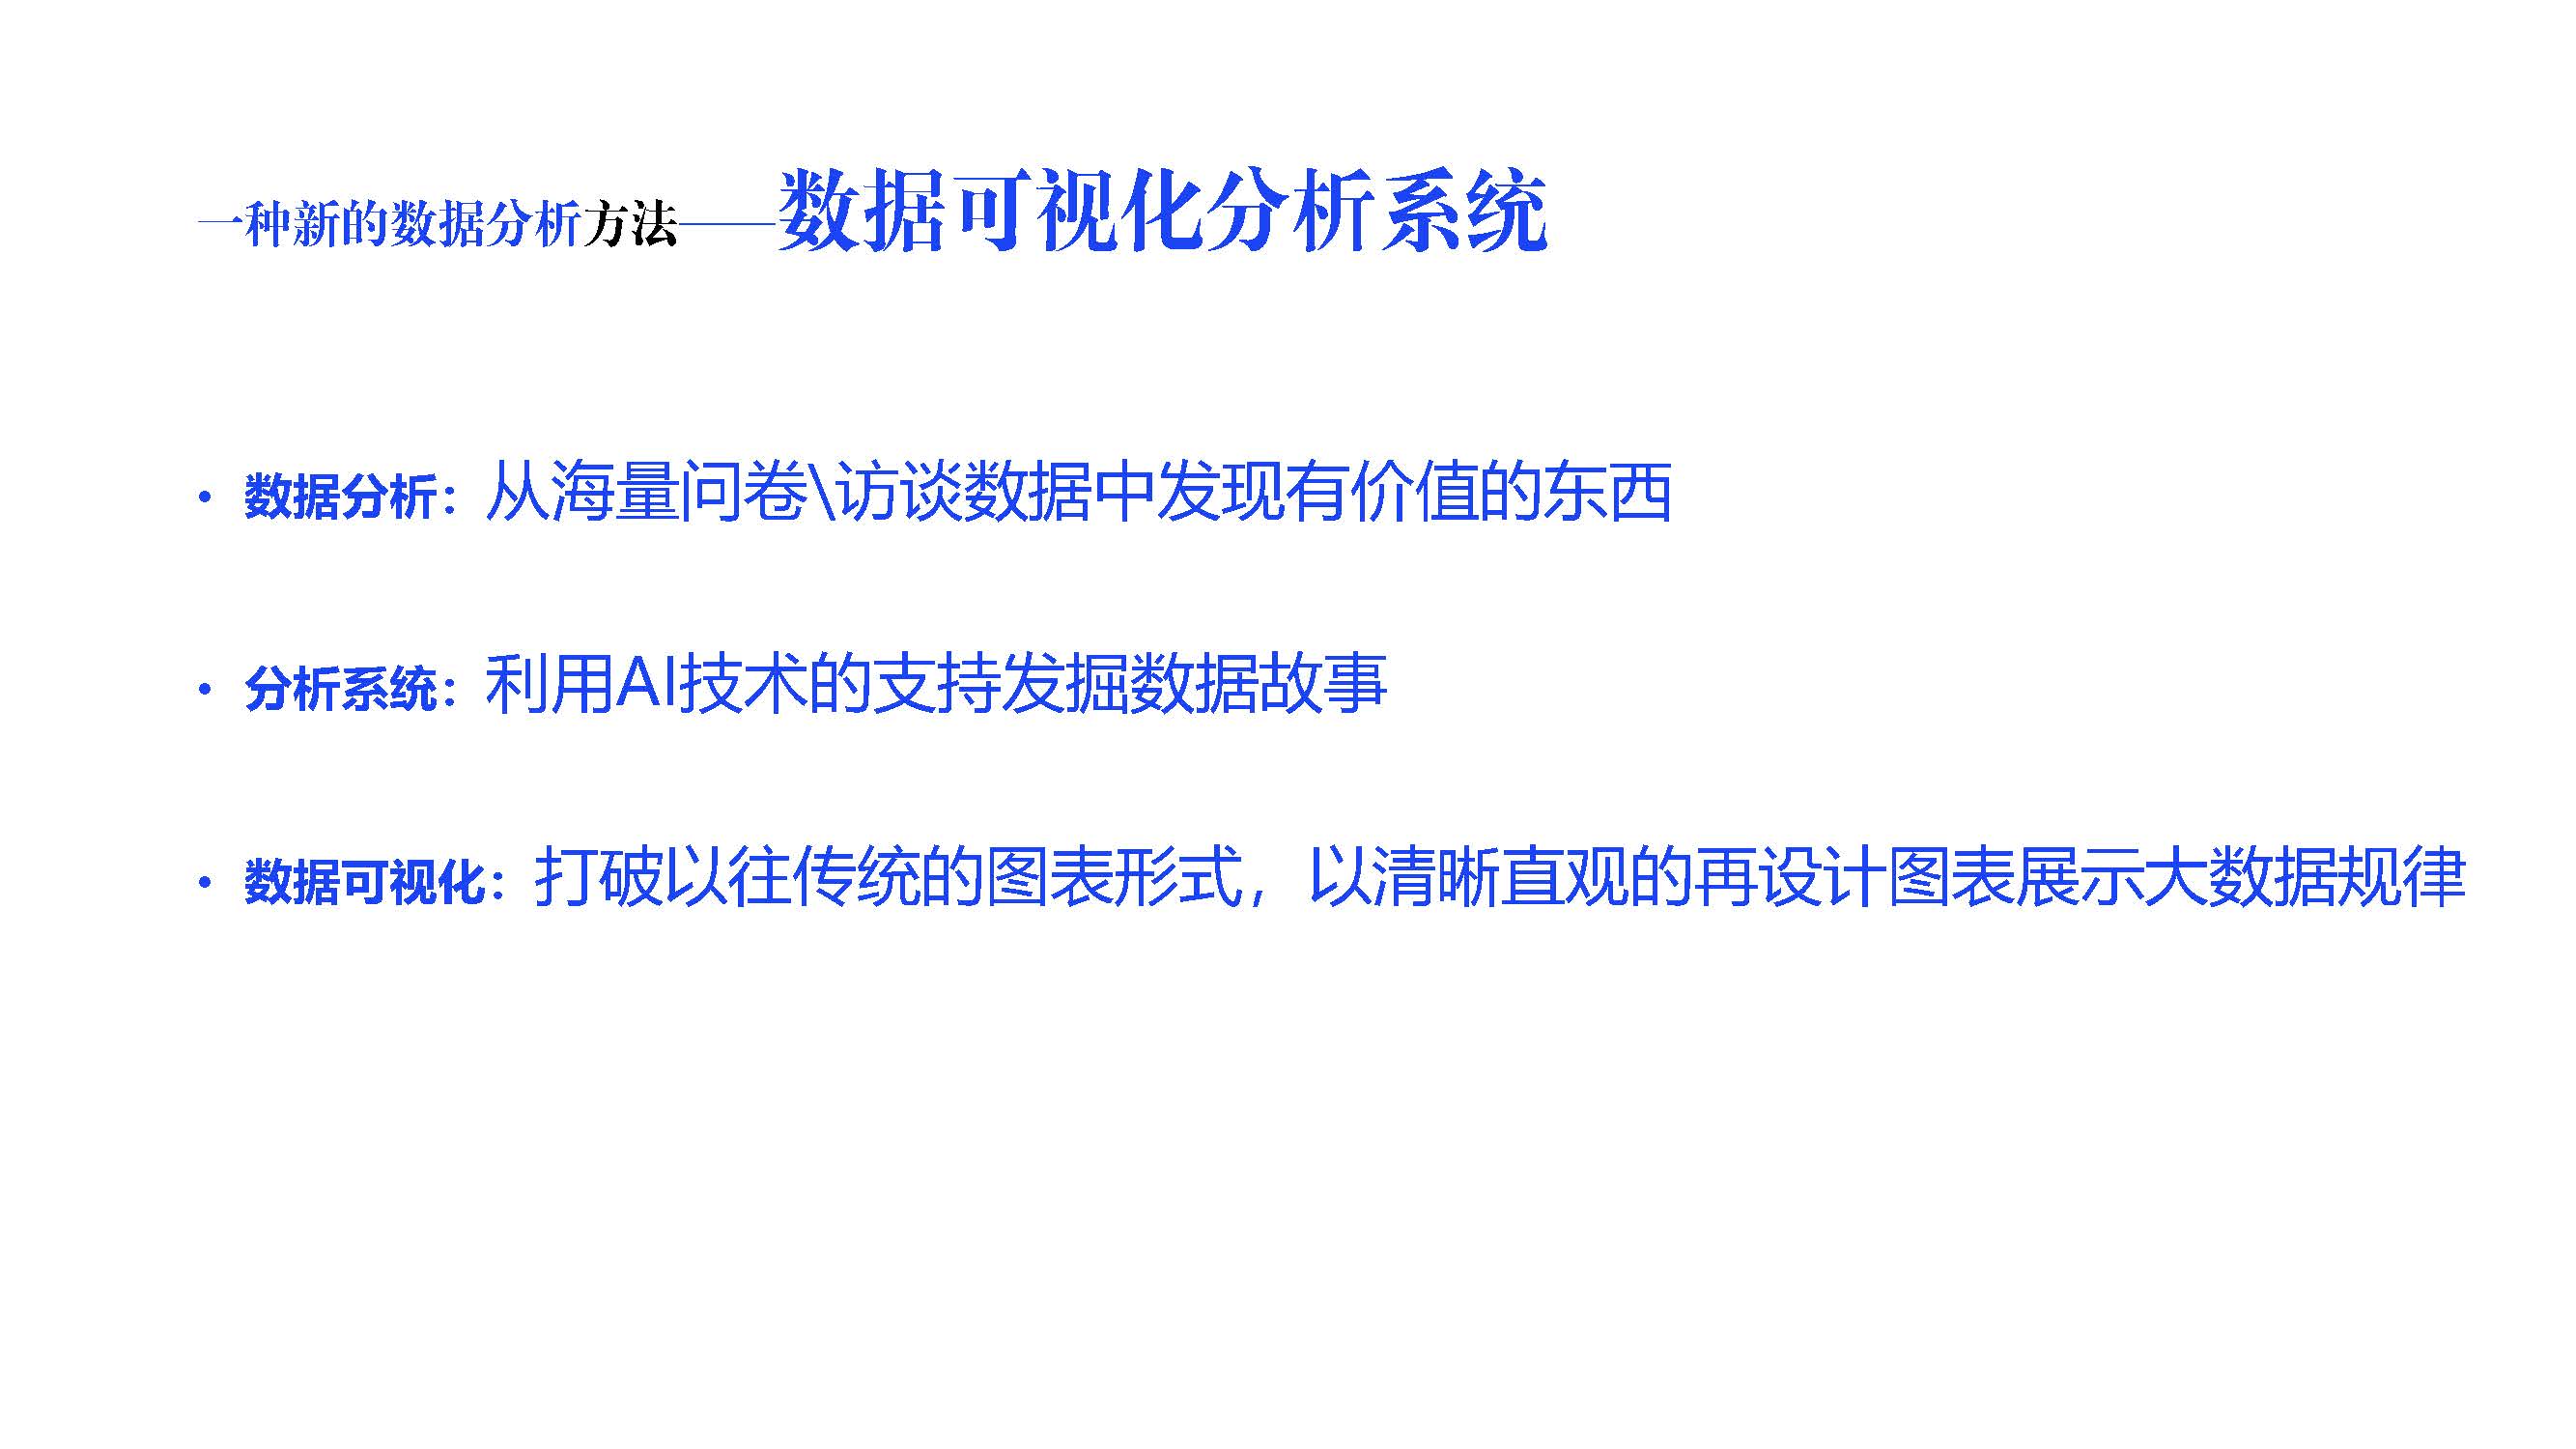 一种新的数据分析方法——数据可视化分析系统
• 数据分析：从海量问卷\访谈数据中发现有价值的东西
• 分析系统：利用AI技术的支持发掘数据故事
• 数据可视化：打破以往传统的图表形式，以清晰直观的再设计图表展示大数据规律